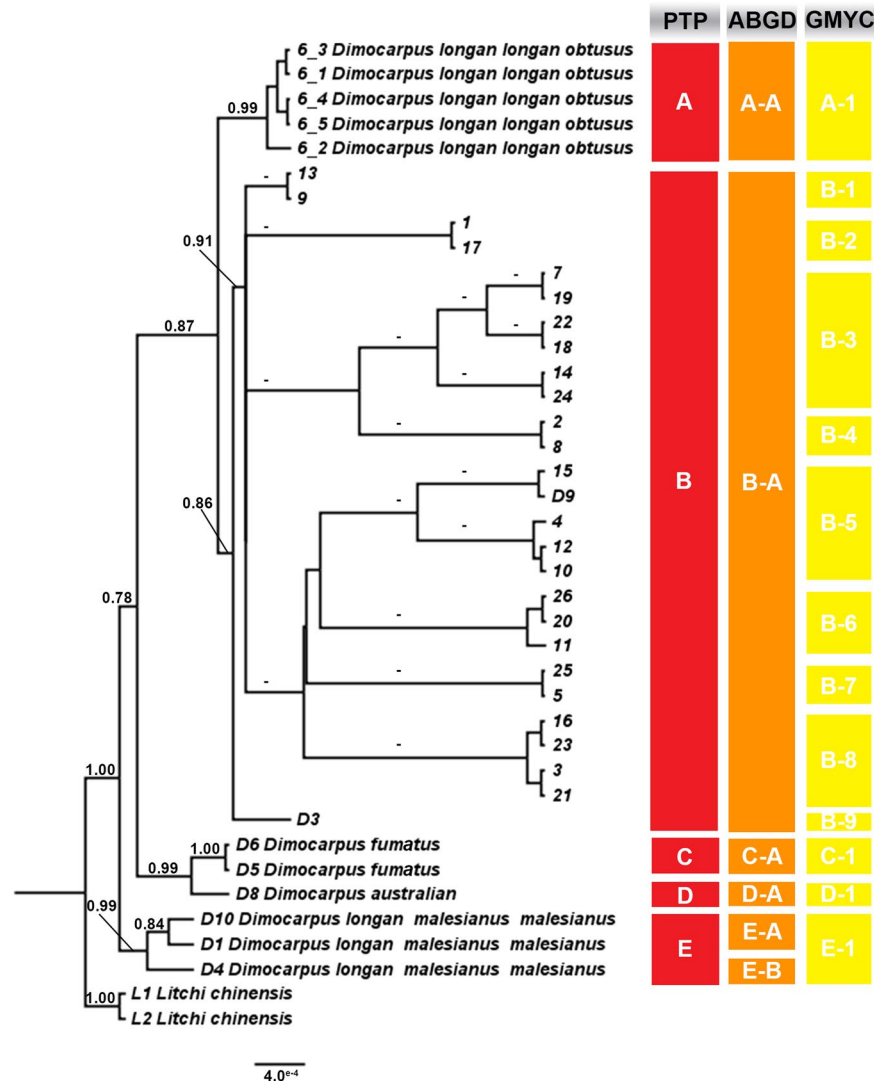 PTP ABGD GMYC
6_3 Dimocarpus longan longan obtusus
6_1 Dimocarpus longan longan obtusus
0.99
6_4 Dimocarpus longan longan obtusus
A A-A A-1
6_5 Dimocarpus longan longan obtusus
6_2 Dimocarpus longan longan obtusus
- 13
9
B-1
- 1
17
B-2
0.91
- 7
19
- - 22
18
0.87
- B-3
- 14
24
-
- 2
8
B-4
- 15
D9
B B-A
0.86
-
- 4
12
10
B-5
26
20
11
0.78
- B-6
25
5
- - B-7
16
23
- 3
21
B-8
1.00
D3
B-9
1.00 D6 Dimocarpus fumatus
D5 Dimocarpus fumatus
C C-A C-1
0.99
D8 Dimocarpus australian
D D-A D-1
0.99
D10 Dimocarpus longan malesianus malesianus
0.84
D1 Dimocarpus longan malesianus malesianus
E E-A E-1
D4 Dimocarpus longan malesianus malesianus
E-B
L1 Litchi chinensis
1.00
L2 Litchi chinensis
4.0e-4